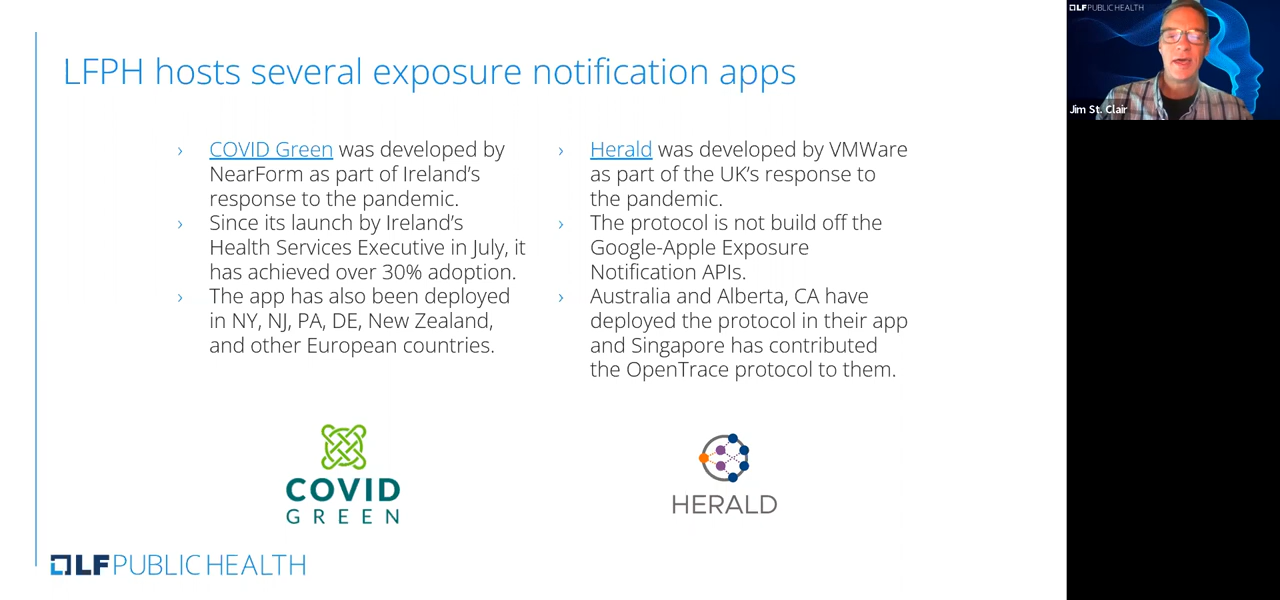 LFPH hosts several exposure notification apps
› COVID Green was developed by
NearForm as part of Ireland’s
response to the pandemic.
› Since its launch by Ireland’s
Health Services Executive in July, it
has achieved over 30% adoption.
› The app has also been deployed
in NY, NJ, PA, DE, New Zealand,
and other European countries.
› Herald was developed by VMWare
as part of the UK’s response to
the pandemic.
› The protocol is not build off the
Google-Apple Exposure
Notification APIs.
› Australia and Alberta, CA have
deployed the protocol in their app
and Singapore has contributed
the OpenTrace protocol to them.
COVID
GREEN
HERALD
LF PUBLIC HEALTH
LF PUBLIC HEALTH
Jim St. Clair